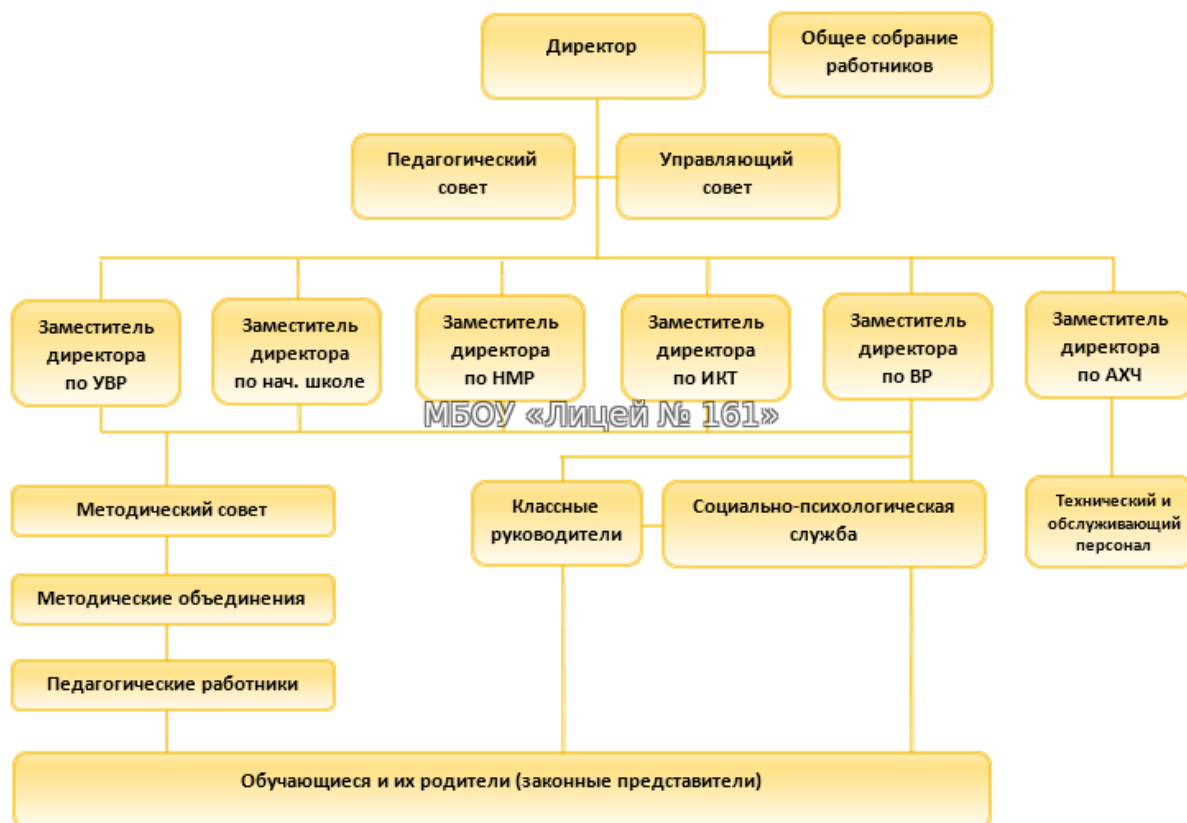 Директор
Общее собрание
работников
Педагогический
совет
Управляющий
совет
Заместитель
директора
по УВР
Заместитель
директора
по нач. школе
Заместитель
директора
по НМР
Заместитель
директора
по ИКТ
Заместитель
директора
по ВР
Заместитель
директора
по АХЧ
МБОУ «Лицей № 161»
Методический совет
Классные
руководители
Социально-психологическая
служба
Технический и
обслуживающий
персонал
Методические объединения
Педагогические работники
Обучающиеся и их родители (законные представители)